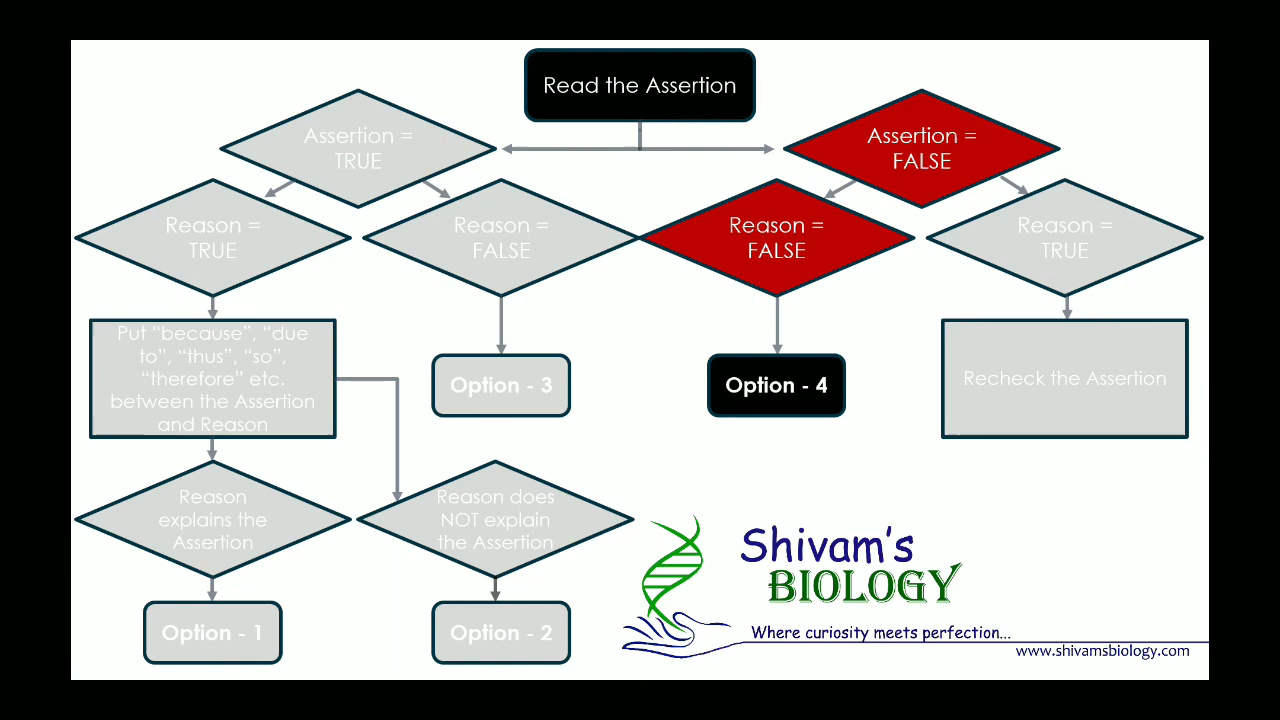 Read the Assertion
Assertion =
TRUE
Assertion =
FALSE
Reason =
TRUE
Reason =
FALSE
Reason =
FALSE
Reason =
TRUE
Put “because”, “due
to”, “thus”, “so”,
“therefore” etc.
between the Assertion
and Reason
Option - 3
Option - 4
Recheck the Assertion
Reason
explains the
Assertion
Reason does
NOT explain
the Assertion
Option - 1
Option - 2
Shivam's
BIOLOGY
Where curiosity meets perfection...
www.shivamsbiology.com